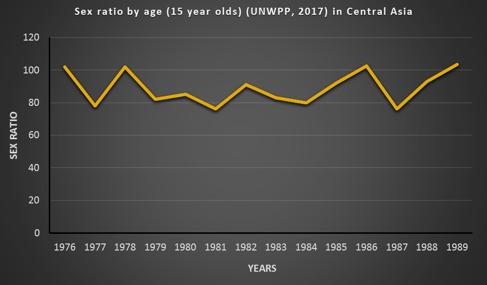 Sex ratio by age (15 year olds) (UNWPP, 2017) in Central Asia
120
100
80
60
40
20
0
SEX RATIO
1976 1977 1978 1979 1980 1981 1982 1983 1984 1985 1986 1987 1988 1989
YEARS